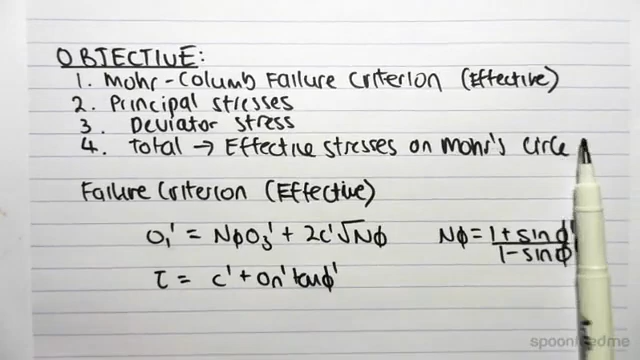 OBJECTIVE:
1. Mohr-Columb Failure Criterion (Effective)
2. Principal stresses
3. Deviator stress
4. Total → Effective stresses on Mohr's circle
Failure Criterion (Effective)
σ₁' = Nϕσ₃' + 2c'√Nϕ Nϕ = 1 + sinϕ' / 1 - sinϕ'
τ = c' + σn' tanϕ'
spoonfeedme